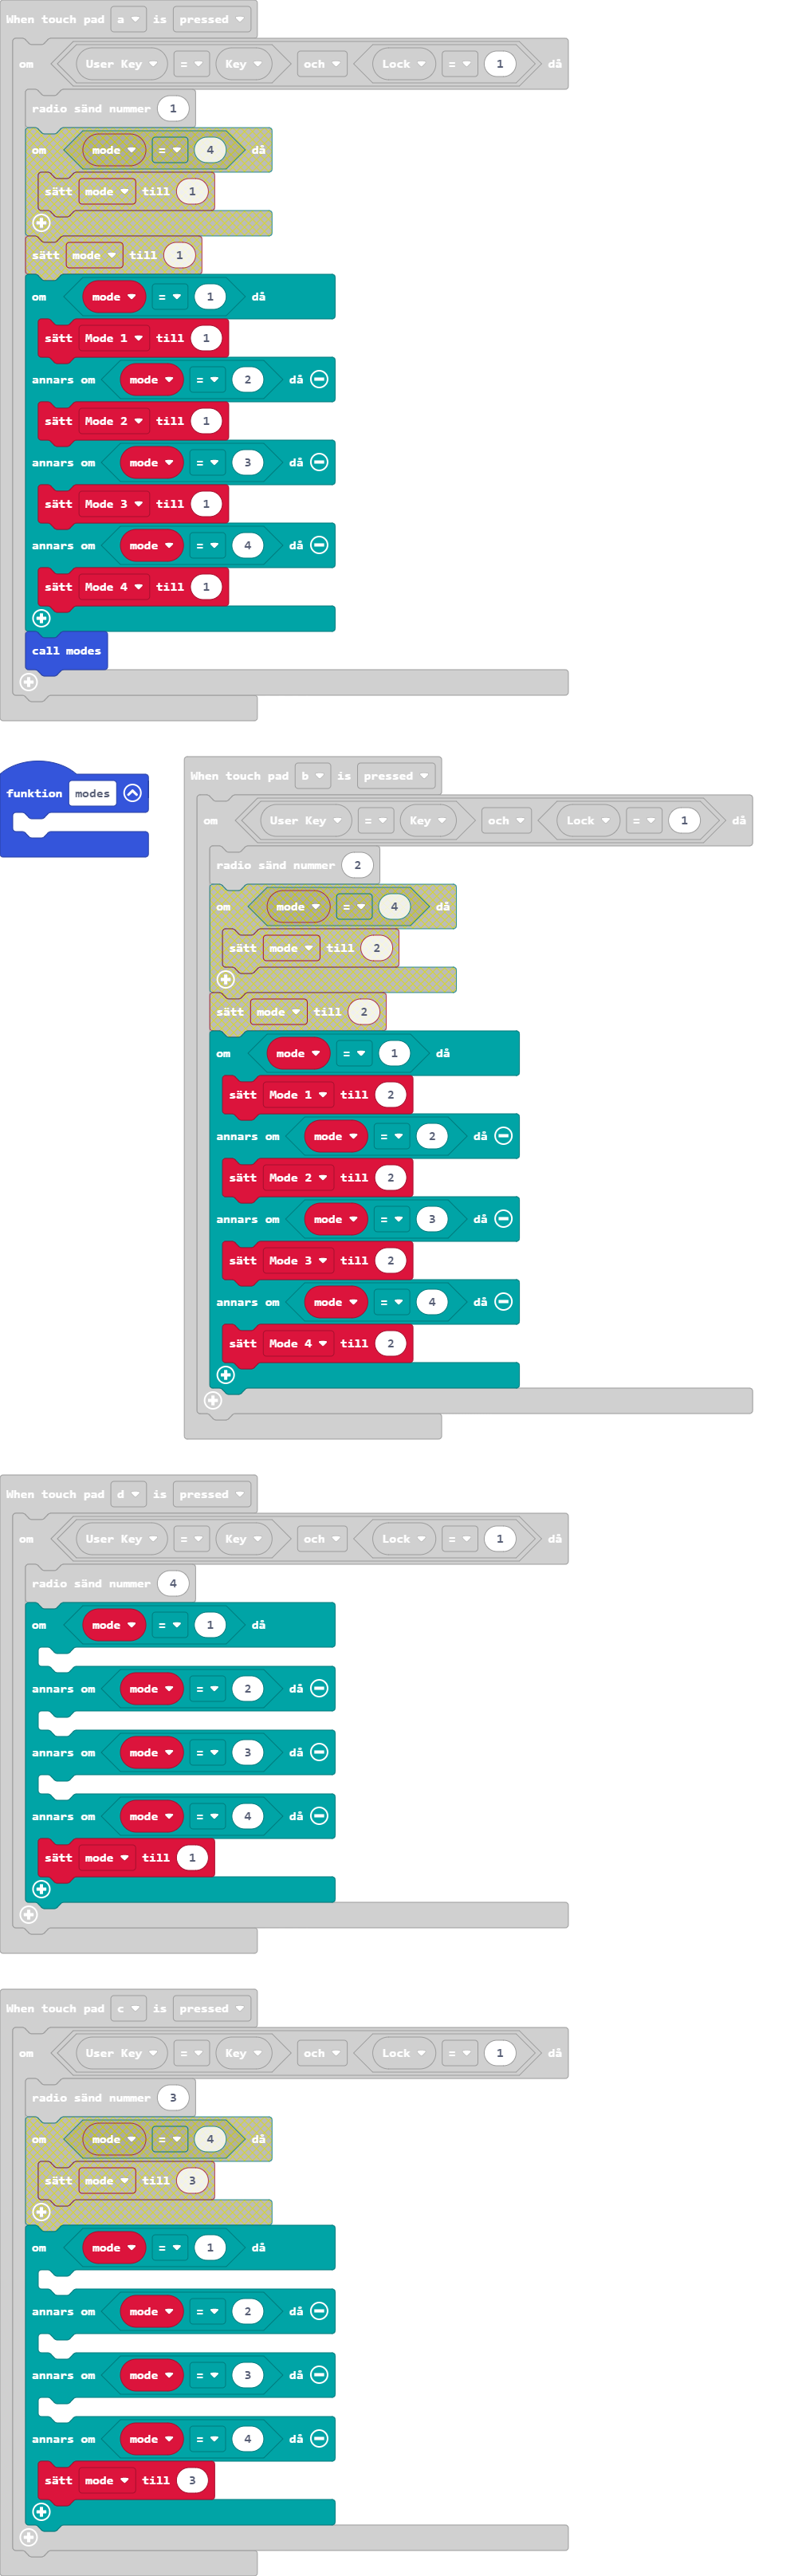 When touch pad a is pressed
om User Key = Key och Lock = 1 då
radio sänd nummer 1
om mode = 4 då
sätt mode till 1
sätt mode till 1
om mode = 1 då
sätt Mode 1 till 1
annars om mode = 2 då
sätt Mode 2 till 1
annars om mode = 3 då
sätt Mode 3 till 1
annars om mode = 4 då
sätt Mode 4 till 1
call modes
funktion modes
When touch pad b is pressed
om User Key = Key och Lock = 1 då
radio sänd nummer 2
om mode = 4 då
sätt mode till 2
sätt mode till 2
om mode = 1 då
sätt Mode 1 till 2
annars om mode = 2 då
sätt Mode 2 till 2
annars om mode = 3 då
sätt Mode 3 till 2
annars om mode = 4 då
sätt Mode 4 till 2
When touch pad d is pressed
om User Key = Key och Lock = 1 då
radio sänd nummer 4
om mode = 1 då
annars om mode = 2 då
annars om mode = 3 då
annars om mode = 4 då
sätt mode till 1
When touch pad c is pressed
om User Key = Key och Lock = 1 då
radio sänd nummer 3
om mode = 4 då
sätt mode till 3
om mode = 1 då
annars om mode = 2 då
annars om mode = 3 då
annars om mode = 4 då
sätt mode till 3